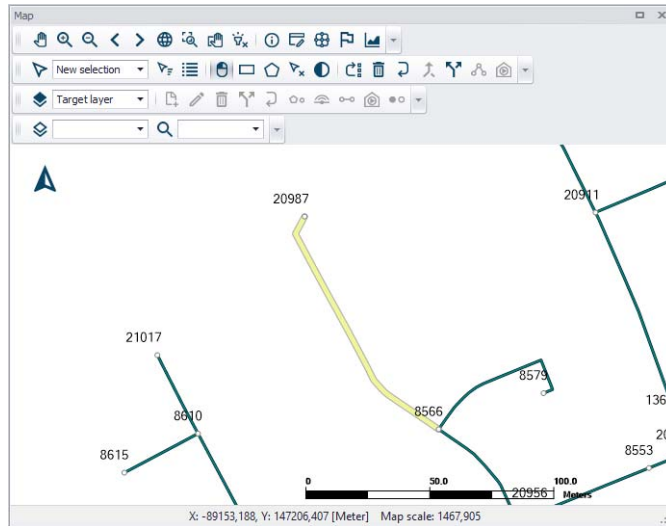 Map
New selection
Target layer
20987
20911
21017
8579
136
8610
8566
20
8615
8553
0 50.0 100.0
20956 Meters
X: -89153,188, Y: 147206,407 [Meter] Map scale: 1467,905